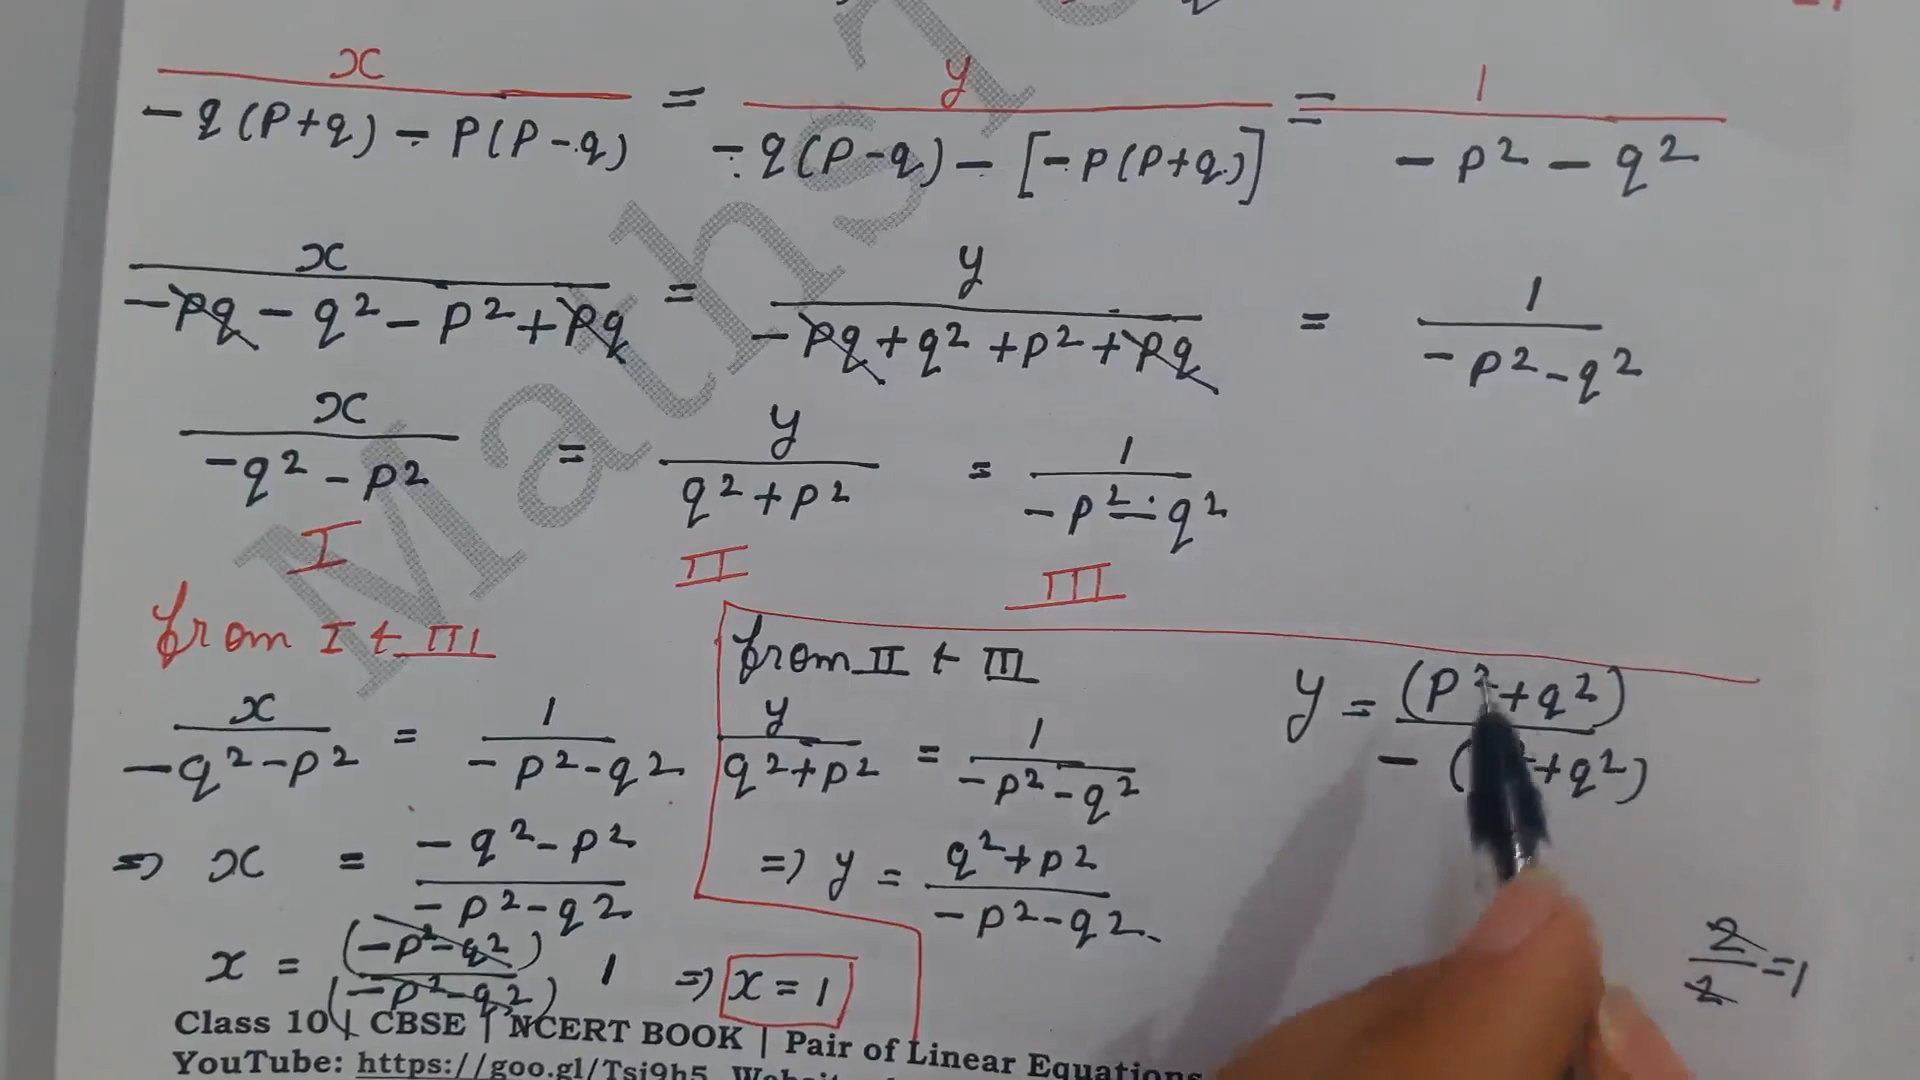 x/(-q(P+q) - P(P-q)) = y/(-q(P-q) - [-P(P+q)]) = 1/(-P² - q²)
x/(-pq - q² - p² + pq) = y/(-pq + q² + p² + pq) = 1/(-p² - q²)
x/(-q² - p²) = y/(q² + p²) = 1/(-p² - q²)
I II III
from I & III
x/(-q² - p²) = 1/(-p² - q²)
⇒ x = (-q² - p²)/(-p² - q²)
x = (-p² - q²)/(-p² - q²) 1 ⇒ x = 1
from II & III
y/(q² + p²) = 1/(-p² - q²)
⇒ y = (q² + p²)/(-p² - q²)
y = (P² + q²)/-( ²+q²)
2/2 = 1
Maths
Class 10 | CBSE | NCERT BOOK | Pair of Linear Equations
YouTube: https://goo.gl/Tsj9h5